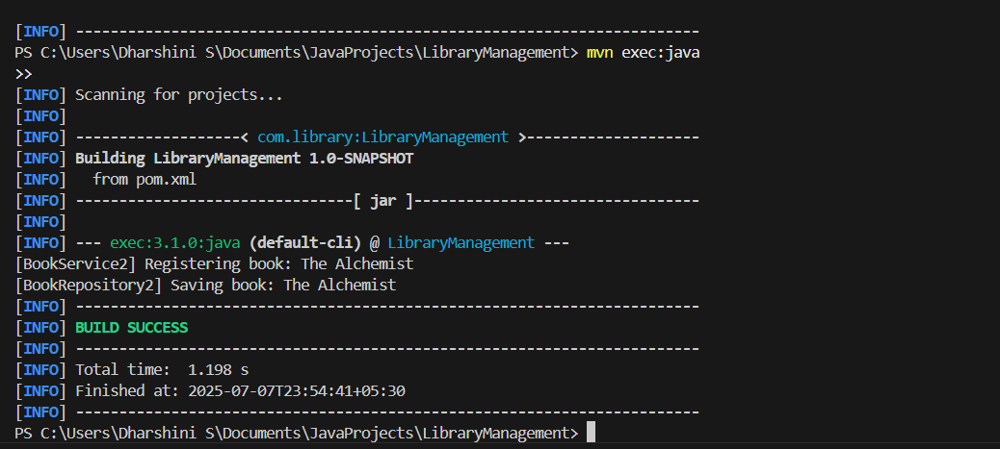 [INFO] ------------------------------------------------------------------------
PS C:\Users\Dharshini S\Documents\JavaProjects\LibraryManagement> mvn exec:java
>>
[INFO] Scanning for projects...
[INFO]
[INFO] -------------------< com.library:LibraryManagement >--------------------
[INFO] Building LibraryManagement 1.0-SNAPSHOT
[INFO]   from pom.xml
[INFO] --------------------------------[ jar ]---------------------------------
[INFO]
[INFO] --- exec:3.1.0:java (default-cli) @ LibraryManagement ---
[BookService2] Registering book: The Alchemist
[BookRepository2] Saving book: The Alchemist
[INFO] ------------------------------------------------------------------------
[INFO] BUILD SUCCESS
[INFO] ------------------------------------------------------------------------
[INFO] Total time:  1.198 s
[INFO] Finished at: 2025-07-07T23:54:41+05:30
[INFO] ------------------------------------------------------------------------
PS C:\Users\Dharshini S\Documents\JavaProjects\LibraryManagement>